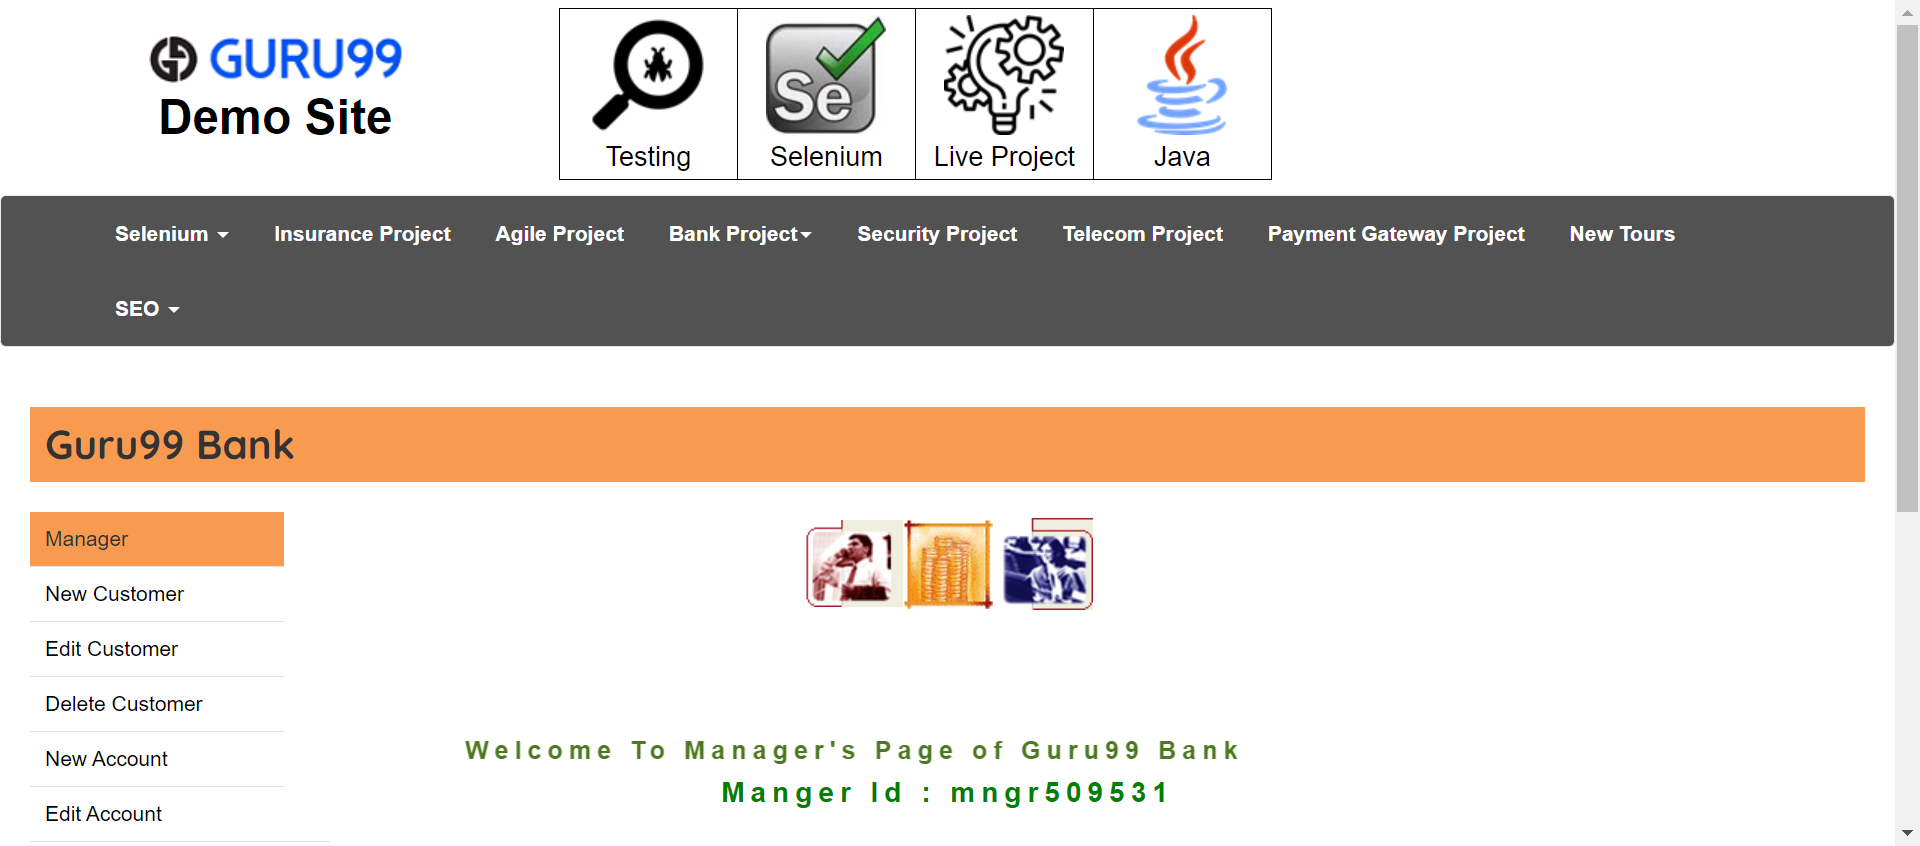 GURU99
Demo Site
Testing
Se
Selenium
Live Project
Java
Selenium
Insurance Project
Agile Project
Bank Project
Security Project
Telecom Project
Payment Gateway Project
New Tours
SEO
Guru99 Bank
Manager
New Customer
Edit Customer
Delete Customer
New Account
Edit Account
Welcome To Manager's Page of Guru99 Bank
Manger Id : mngr509531